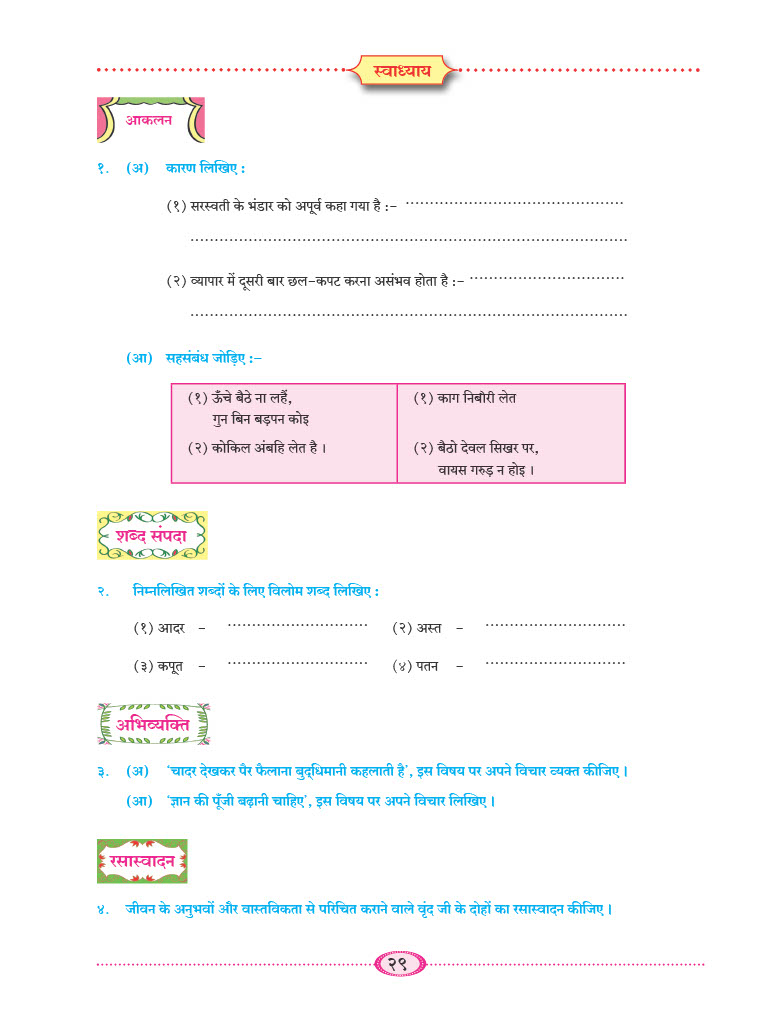 स्वाध्याय
आकलन
१. (अ) कारण लिखिए :
(१) सरस्वती के भंडार को अपूर्व कहा गया है :- ..............................................
..............................................................................................
(२) व्यापार में दूसरी बार छल-कपट करना असंभव होता है :- .................................
..............................................................................................
(आ) सहसंबंध जोड़िए :-
(१) ऊँचे बैठे ना लहैं, (१) काग निबौरी लेत
गुन बिन बड़पन कोइ
(२) कोकिल अंबहि लेत है । (२) बैठो देवल सिखर पर,
वायस गरुड़ न होइ ।
शब्द संपदा
२. निम्नलिखित शब्दों के लिए विलोम शब्द लिखिए :
(१) आदर - .............................. (२) अस्त - ..............................
(३) कपूत - .............................. (४) पतन - ..............................
अभिव्यक्ति
३. (अ) ‘चादर देखकर पैर फैलाना बुद्‌धिमानी कहलाती है’, इस विषय पर अपने विचार व्यक्त कीजिए ।
(आ) ‘ज्ञान की पूँजी बढ़ानी चाहिए’, इस विषय पर अपने विचार लिखिए ।
रसास्वादन
४. जीवन के अनुभवों और वास्तविकता से परिचित कराने वाले वृंद जी के दोहों का रसास्वादन कीजिए ।
२९